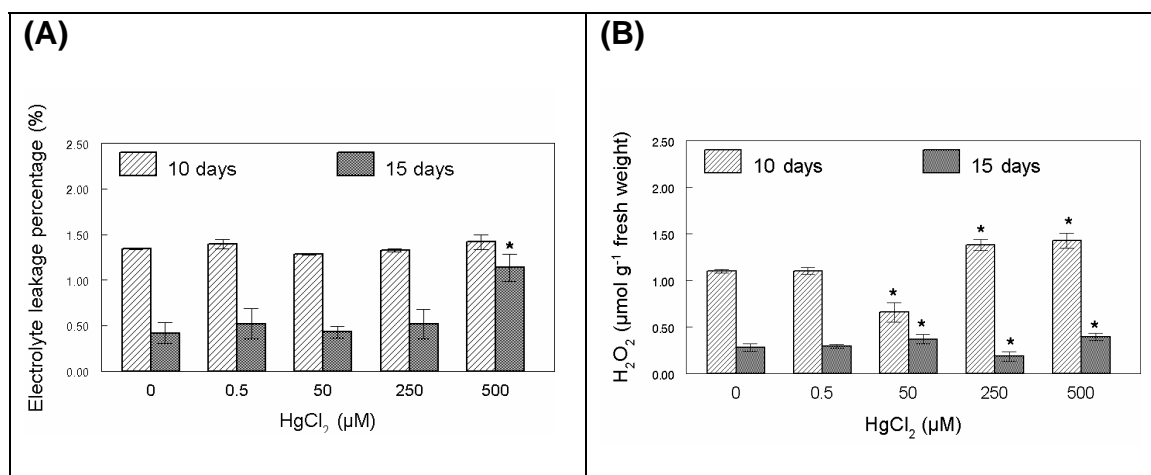 (A)
Electrolyte leakage percentage (%)
2.50
2.00
1.50
1.00
0.50
0.00
10 days
15 days
*
0
0.5
50
250
500
HgCl₂ (µM)
(B)
H₂O₂ (µmol g⁻¹ fresh weight)
2.50
2.00
1.50
1.00
0.50
0.00
10 days
15 days
*
*
*
*
*
*
0
0.5
50
250
500
HgCl₂ (µM)